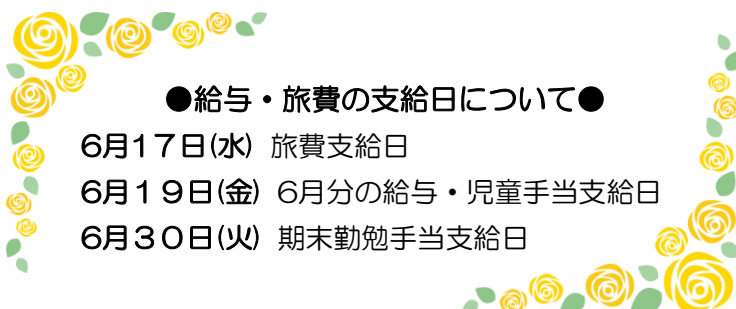 ●給与・旅費の支給日について●
6月1７日(水) 旅費支給日
6月１９日(金) 6月分の給与・児童手当支給日
6月３０日(火) 期末勤勉手当支給日